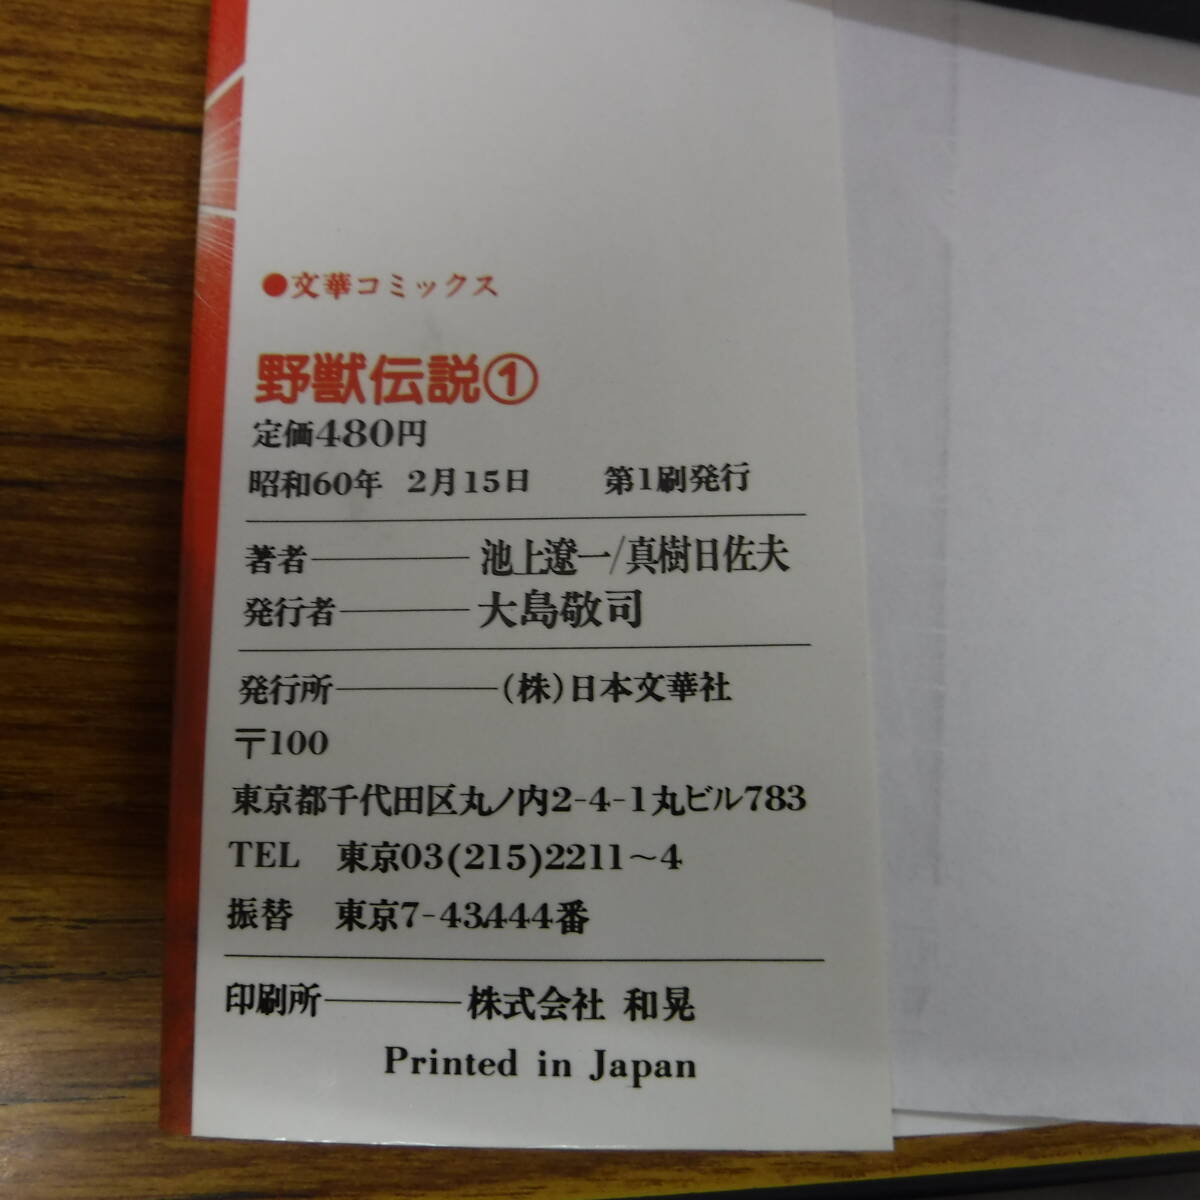 ●文華コミックス
野獣伝説①
定価480円
昭和60年 2月15日 第1刷発行
著者――――池上遼一/真樹日佐夫
発行者――――大島敬司
発行所――――(株)日本文華社
〒100
東京都千代田区丸ノ内2-4-1丸ビル783
TEL 東京03(215)2211～4
振替 東京7-43,444番
印刷所――――株式会社 和晃
Printed in Japan